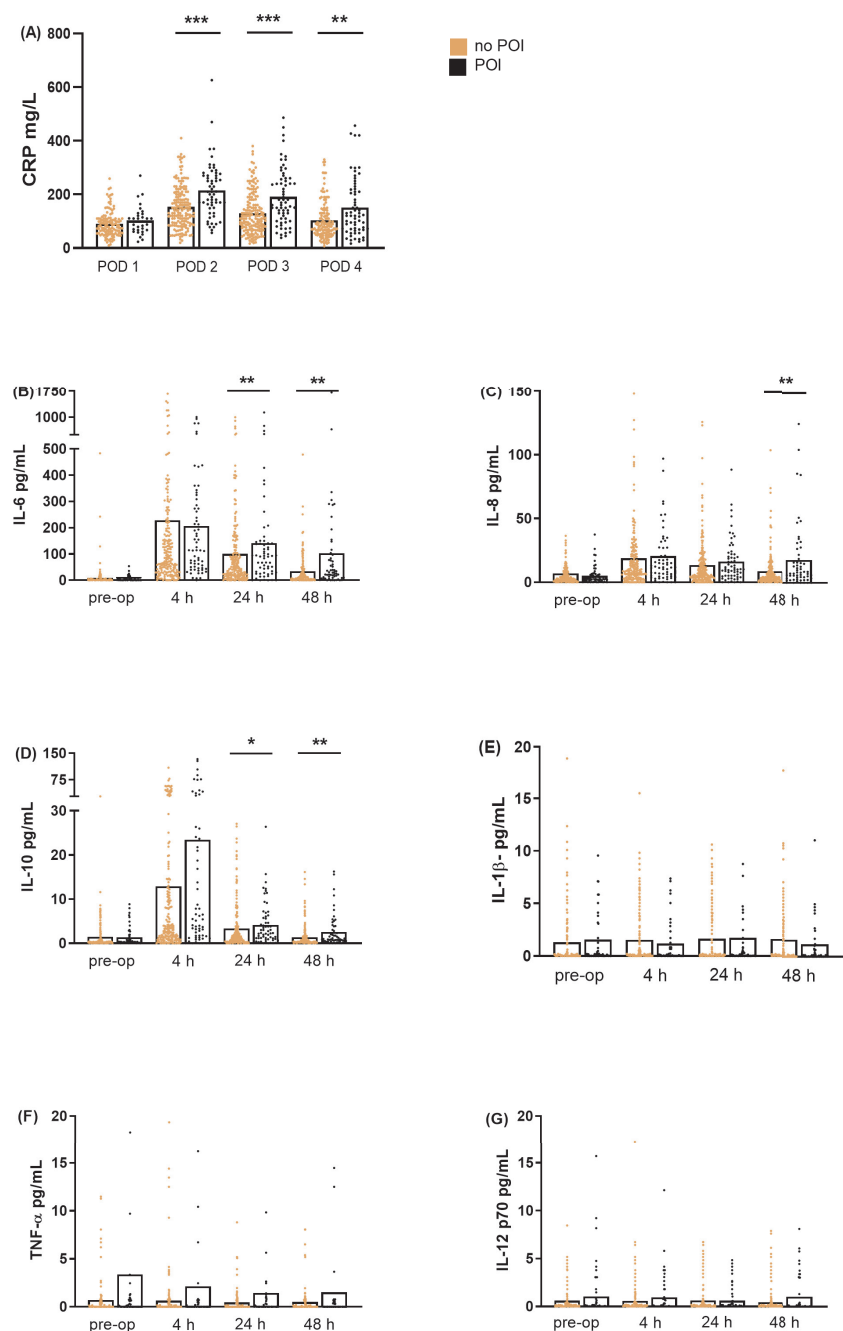 (A)
*** *** **
no POI
POI
CRP mg/L
800
600
400
200
0
POD 1 POD 2 POD 3 POD 4
(B)
** **
IL-6 pg/mL
1750
1000
500
400
300
200
100
0
pre-op 4 h 24 h 48 h
(C)
**
IL-8 pg/mL
150
100
50
0
pre-op 4 h 24 h 48 h
(D)
* **
IL-10 pg/mL
150
75
30
20
10
0
pre-op 4 h 24 h 48 h
(E)
IL-1β- pg/mL
20
15
10
5
0
pre-op 4 h 24 h 48 h
(F)
TNF-α pg/mL
20
15
10
5
0
pre-op 4 h 24 h 48 h
(G)
IL-12 p70 pg/mL
20
15
10
5
0
pre-op 4 h 24 h 48 h